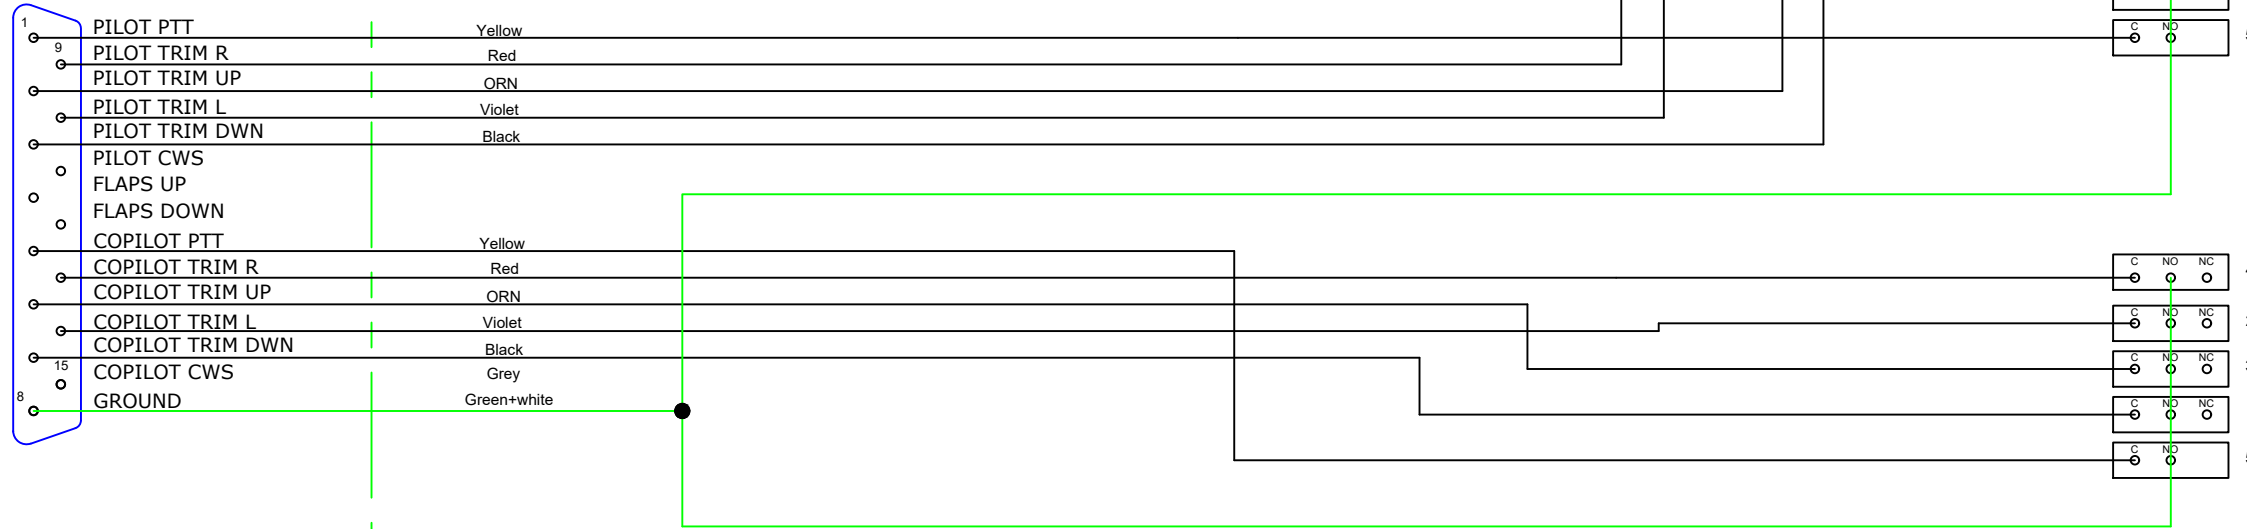 1 PILOT PTT Yellow C NO
9 PILOT TRIM R Red
PILOT TRIM UP ORN
PILOT TRIM L Violet
PILOT TRIM DWN Black
PILOT CWS
FLAPS UP
FLAPS DOWN
COPILOT PTT Yellow
COPILOT TRIM R Red C NO NC
COPILOT TRIM UP ORN
COPILOT TRIM L Violet C NO NC
COPILOT TRIM DWN Black C NO NC
15 COPILOT CWS Grey
8 GROUND Green+white C NO NC
C NO